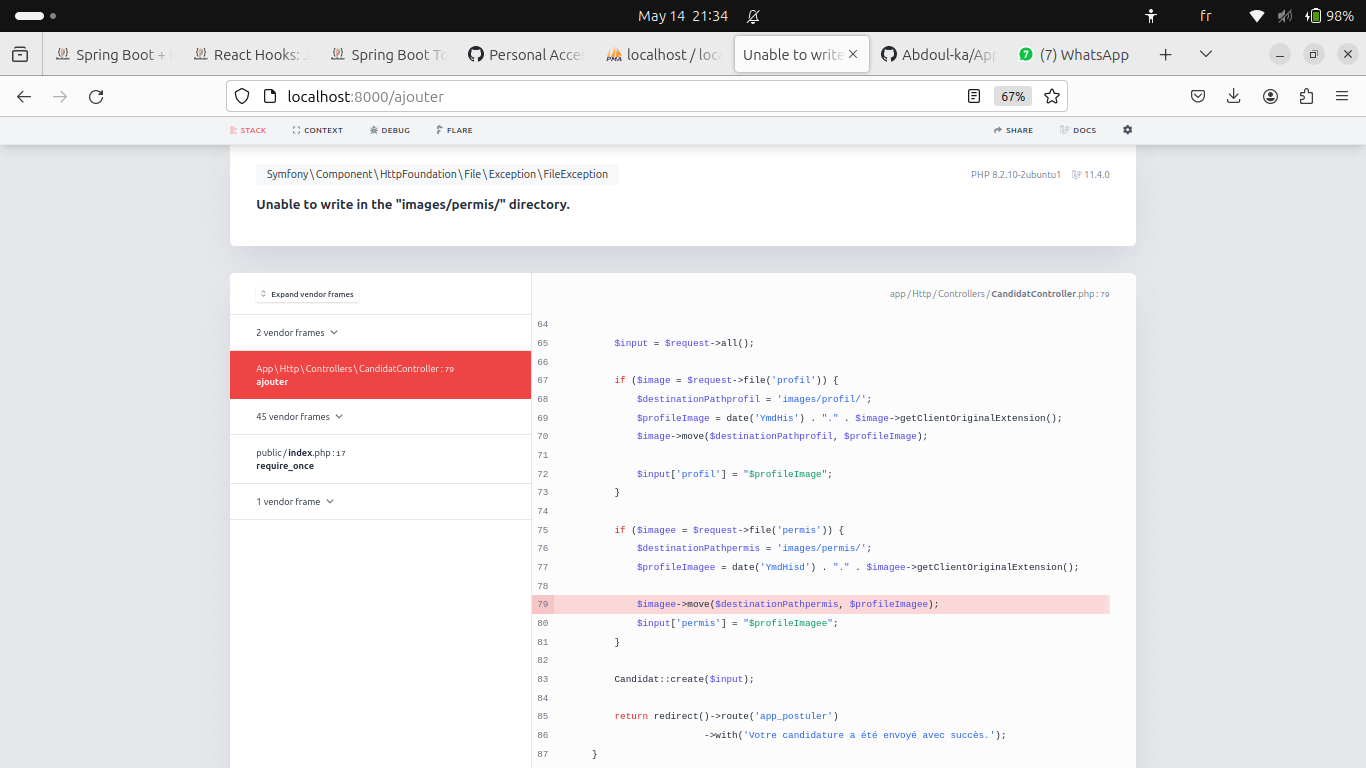 May 14 21:34
fr
98%
Spring Boot +
React Hooks:
Spring Boot To
Personal Acce
localhost / loc
Unable to write
Abdoul-ka/App
7
(7) WhatsApp
localhost:8000/ajouter
67%
STACK
CONTEXT
DEBUG
FLARE
SHARE
DOCS
Symfony\Component\HttpFoundation\File\Exception\FileException
PHP 8.2.10-2ubuntu1
11.4.0
Unable to write in the "images/permis/" directory.
Expand vendor frames
app/Http/Controllers/CandidatController.php:79
2 vendor frames
App\Http\Controllers\CandidatController:79
ajouter
45 vendor frames
public/index.php:17
require_once
1 vendor frame
64
65 $input = $request->all();
66
67 if ($image = $request->file('profil')) {
68 $destinationPathprofil = 'images/profil/';
69 $profileImage = date('YmdHis') . "." . $image->getClientOriginalExtension();
70 $image->move($destinationPathprofil, $profileImage);
71
72 $input['profil'] = "$profileImage";
73 }
74
75 if ($imagee = $request->file('permis')) {
76 $destinationPathpermis = 'images/permis/';
77 $profileImagee = date('YmdHisd') . "." . $imagee->getClientOriginalExtension();
78
79 $imagee->move($destinationPathpermis, $profileImagee);
80 $input['permis'] = "$profileImagee";
81 }
82
83 Candidat::create($input);
84
85 return redirect()->route('app_postuler')
86 ->with('Votre candidature a été envoyé avec succès.');
87 }